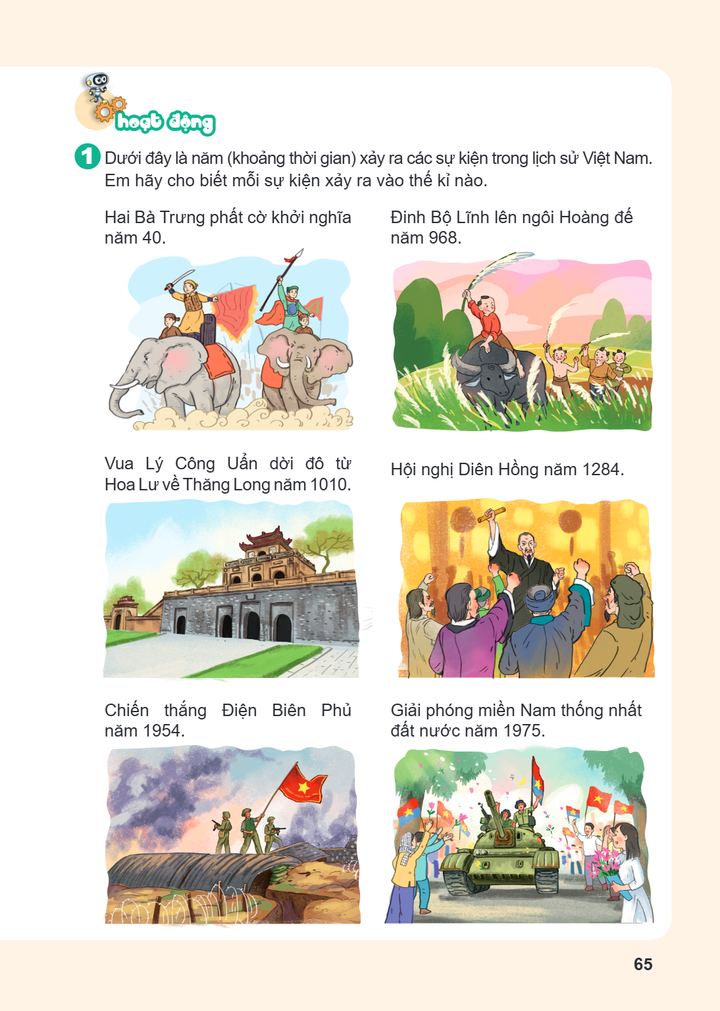 hoạt động
1 Dưới đây là năm (khoảng thời gian) xảy ra các sự kiện trong lịch sử Việt Nam.
Em hãy cho biết mỗi sự kiện xảy ra vào thế kỉ nào.
Hai Bà Trưng phất cờ khởi nghĩa
năm 40.
Đinh Bộ Lĩnh lên ngôi Hoàng đế
năm 968.
Vua Lý Công Uẩn dời đô từ
Hoa Lư về Thăng Long năm 1010.
Hội nghị Diên Hồng năm 1284.
Chiến thắng Điện Biên Phủ
năm 1954.
Giải phóng miền Nam thống nhất
đất nước năm 1975.
65